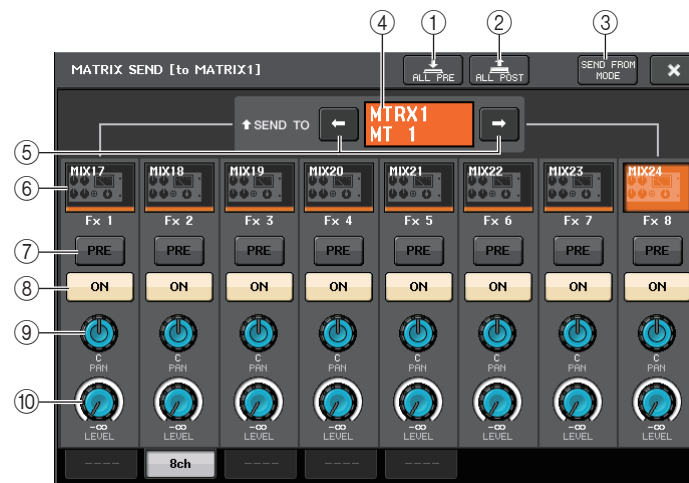 ① ② ③ ④
MATRIX SEND [to MATRIX1]
ALL PRE
ALL POST
SEND FROM
MODE
SEND TO
MTRX1
MT 1
⑤
⑥
MIX17 MIX18 MIX19 MIX20 MIX21 MIX22 MIX23 MIX24
Fx 1 Fx 2 Fx 3 Fx 4 Fx 5 Fx 6 Fx 7 Fx 8
⑦ PRE PRE PRE PRE PRE PRE PRE PRE
⑧ ON ON ON ON ON ON ON ON
⑨
C C C C C C C C
PAN PAN PAN PAN PAN PAN PAN PAN
⑩
-∞ -∞ -∞ -∞ -∞ -∞ -∞ -∞
LEVEL LEVEL LEVEL LEVEL LEVEL LEVEL LEVEL LEVEL
---- 8ch ---- ---- ----